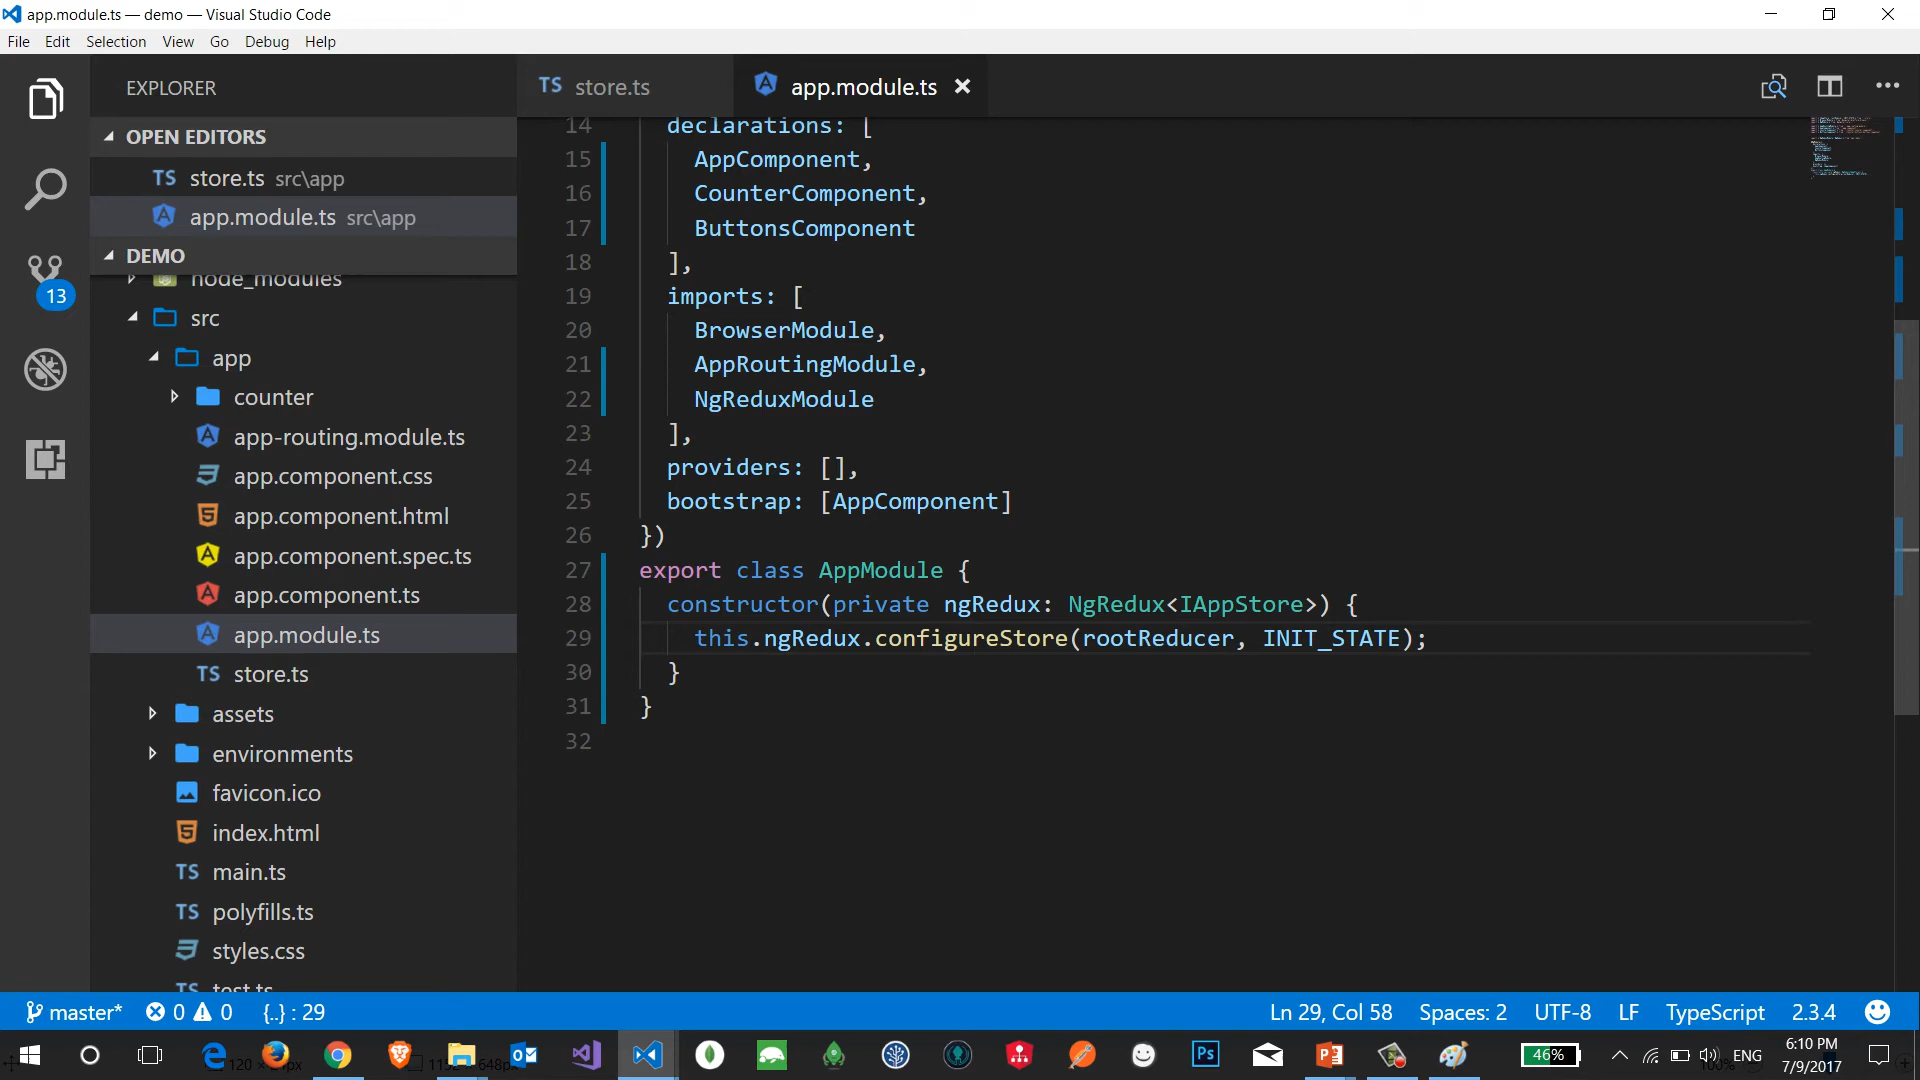 app.module.ts — demo — Visual Studio Code
File Edit Selection View Go Debug Help
EXPLORER
OPEN EDITORS
TS store.ts src\app
app.module.ts src\app
DEMO
node_modules
src
app
counter
app-routing.module.ts
app.component.css
app.component.html
app.component.spec.ts
app.component.ts
app.module.ts
TS store.ts
assets
environments
favicon.ico
index.html
TS main.ts
TS polyfills.ts
styles.css
TS test.ts
13
TS store.ts app.module.ts
14 declarations: [
15 AppComponent,
16 CounterComponent,
17 ButtonsComponent
18 ],
19 imports: [
20 BrowserModule,
21 AppRoutingModule,
22 NgReduxModule
23 ],
24 providers: [],
25 bootstrap: [AppComponent]
26 })
27 export class AppModule {
28 constructor(private ngRedux: NgRedux<IAppStore>) {
29 this.ngRedux.configureStore(rootReducer, INIT_STATE);
30 }
31 }
32
master* 0 0 {..} : 29 Ln 29, Col 58 Spaces: 2 UTF-8 LF TypeScript 2.3.4
Ps 46% ENG 6:10 PM
7/9/2017
100%